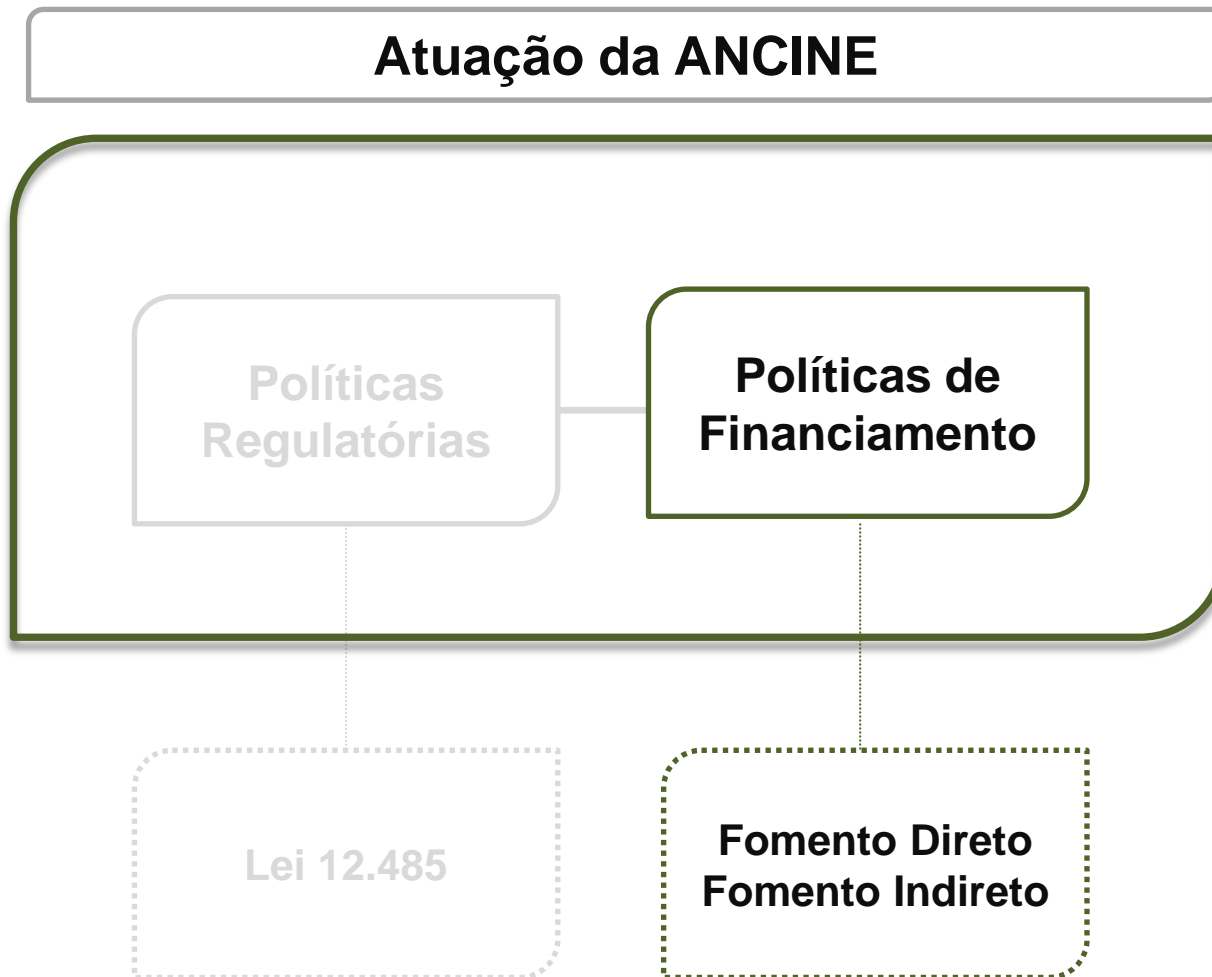 Atuação da ANCINE
Políticas
Regulatórias
Políticas de
Financiamento
Lei 12.485
Fomento Direto
Fomento Indireto